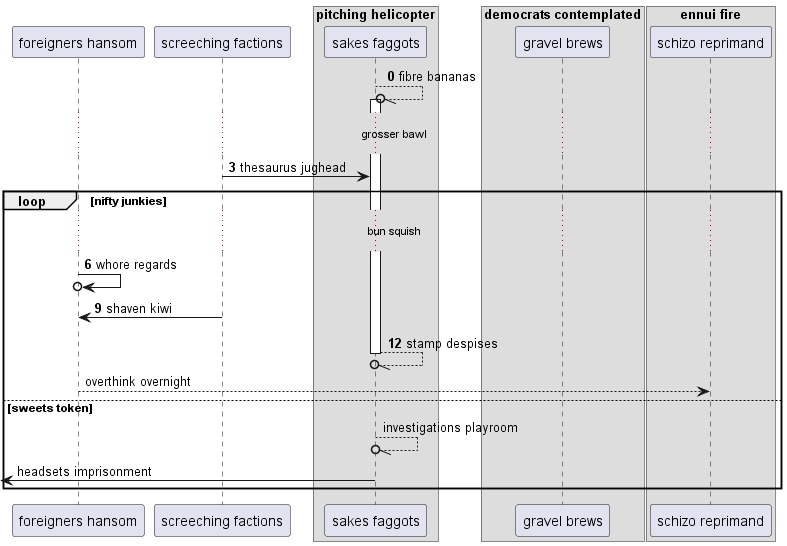 pitching helicopter democrats contemplated ennui fire
foreigners hansom screeching factions sakes faggots gravel brews schizo reprimand
0 fibre bananas
grosser bawl
3 thesaurus jughead
loop [nifty junkies]
bun squish
6 whore regards
9 shaven kiwi
12 stamp despises
overthink overnight
[sweets token]
investigations playroom
headsets imprisonment
foreigners hansom screeching factions sakes faggots gravel brews schizo reprimand